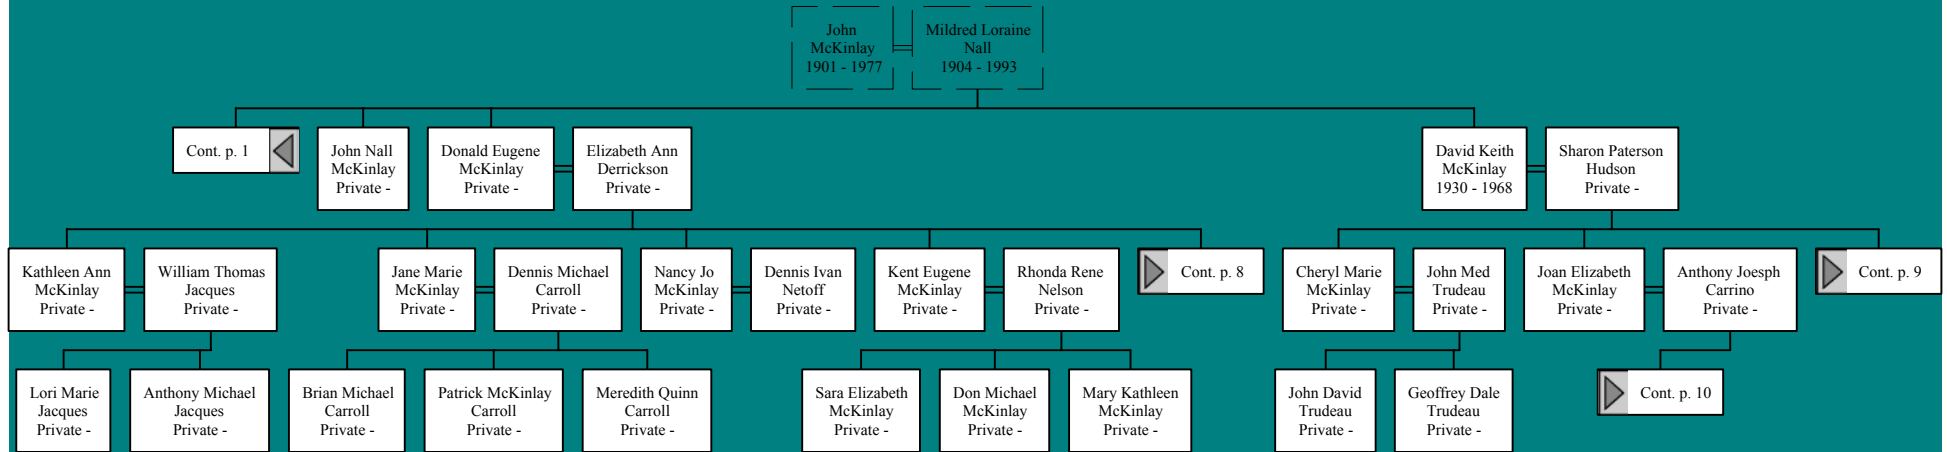 John
McKinlay
1901 - 1977
Mildred Loraine
Nall
1904 - 1993
Cont. p. 1
John Nall
McKinlay
Private -
Donald Eugene
McKinlay
Private -
Elizabeth Ann
Derrickson
Private -
David Keith
McKinlay
1930 - 1968
Sharon Paterson
Hudson
Private -
Kathleen Ann
McKinlay
Private -
William Thomas
Jacques
Private -
Jane Marie
McKinlay
Private -
Dennis Michael
Carroll
Private -
Nancy Jo
McKinlay
Private -
Dennis Ivan
Netoff
Private -
Kent Eugene
McKinlay
Private -
Rhonda Rene
Nelson
Private -
Cont. p. 8
Cheryl Marie
McKinlay
Private -
John Med
Trudeau
Private -
Joan Elizabeth
McKinlay
Private -
Anthony Joesph
Carrino
Private -
Cont. p. 9
Lori Marie
Jacques
Private -
Anthony Michael
Jacques
Private -
Brian Michael
Carroll
Private -
Patrick McKinlay
Carroll
Private -
Meredith Quinn
Carroll
Private -
Sara Elizabeth
McKinlay
Private -
Don Michael
McKinlay
Private -
Mary Kathleen
McKinlay
Private -
John David
Trudeau
Private -
Geoffrey Dale
Trudeau
Private -
Cont. p. 10